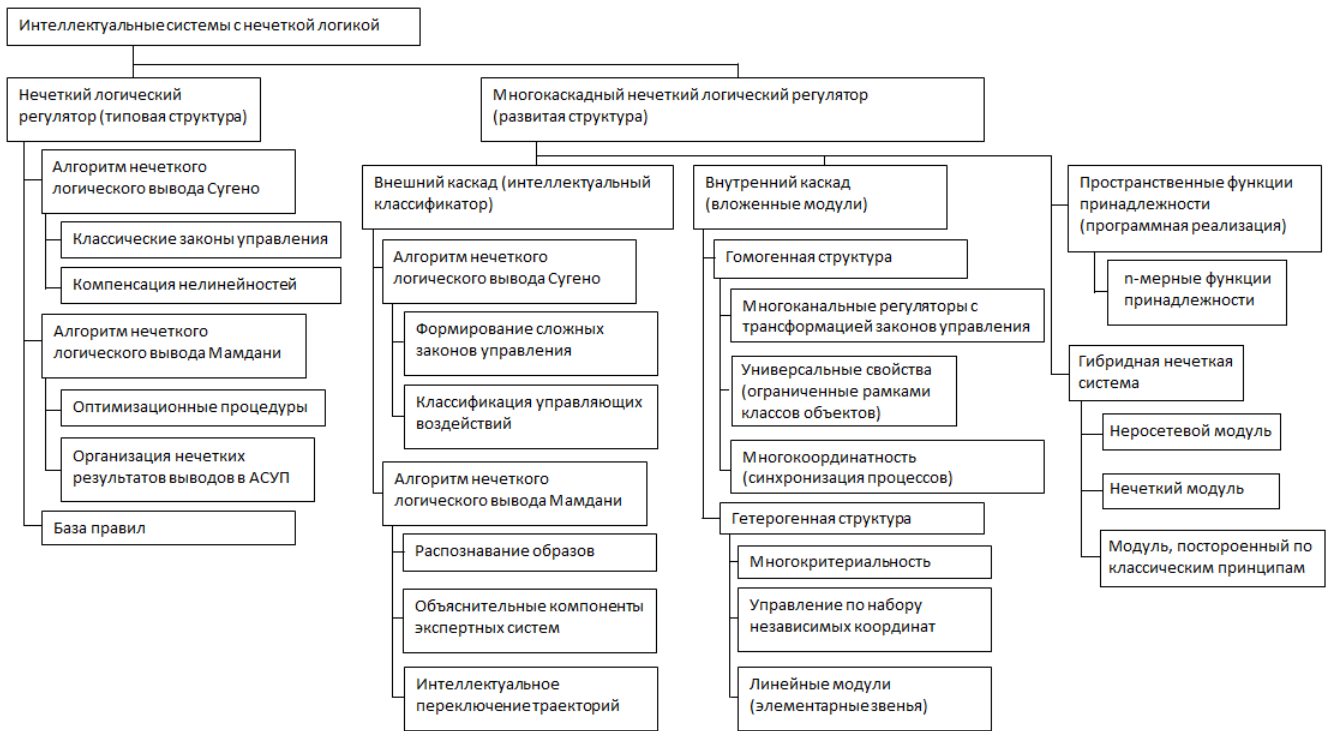 Интеллектуальные системы с нечеткой логикой
Нечеткий логический
регулятор (типовая структура)
Алгоритм нечеткого
логического вывода Сугено
Классические законы управления
Компенсация нелинейностей
Алгоритм нечеткого
логического вывода Мамдани
Оптимизационные процедуры
Организация нечетких
результатов выводов в АСУП
База правил
Многокаскадный нечеткий логический регулятор
(развитая структура)
Внешний каскад (интеллектуальный
классификатор)
Алгоритм нечеткого
логического вывода Сугено
Формирование сложных
законов управления
Классификация управляющих
воздействий
Алгоритм нечеткого
логического вывода Мамдани
Распознавание образов
Объяснительные компоненты
экспертных систем
Интеллектуальное
переключение траекторий
Внутренний каскад
(вложенные модули)
Гомогенная структура
Многоканальные регуляторы с
трансформацией законов управления
Универсальные свойства
(ограниченные рамками
классов объектов)
Многокоординатность
(синхронизация процессов)
Гетерогенная структура
Многокритериальность
Управление по набору
независимых координат
Линейные модули
(элементарные звенья)
Пространственные функции
принадлежности
(программная реализация)
n-мерные функции
принадлежности
Гибридная нечеткая
система
Неросетевой модуль
Нечеткий модуль
Модуль, постороенный по
классическим принципам